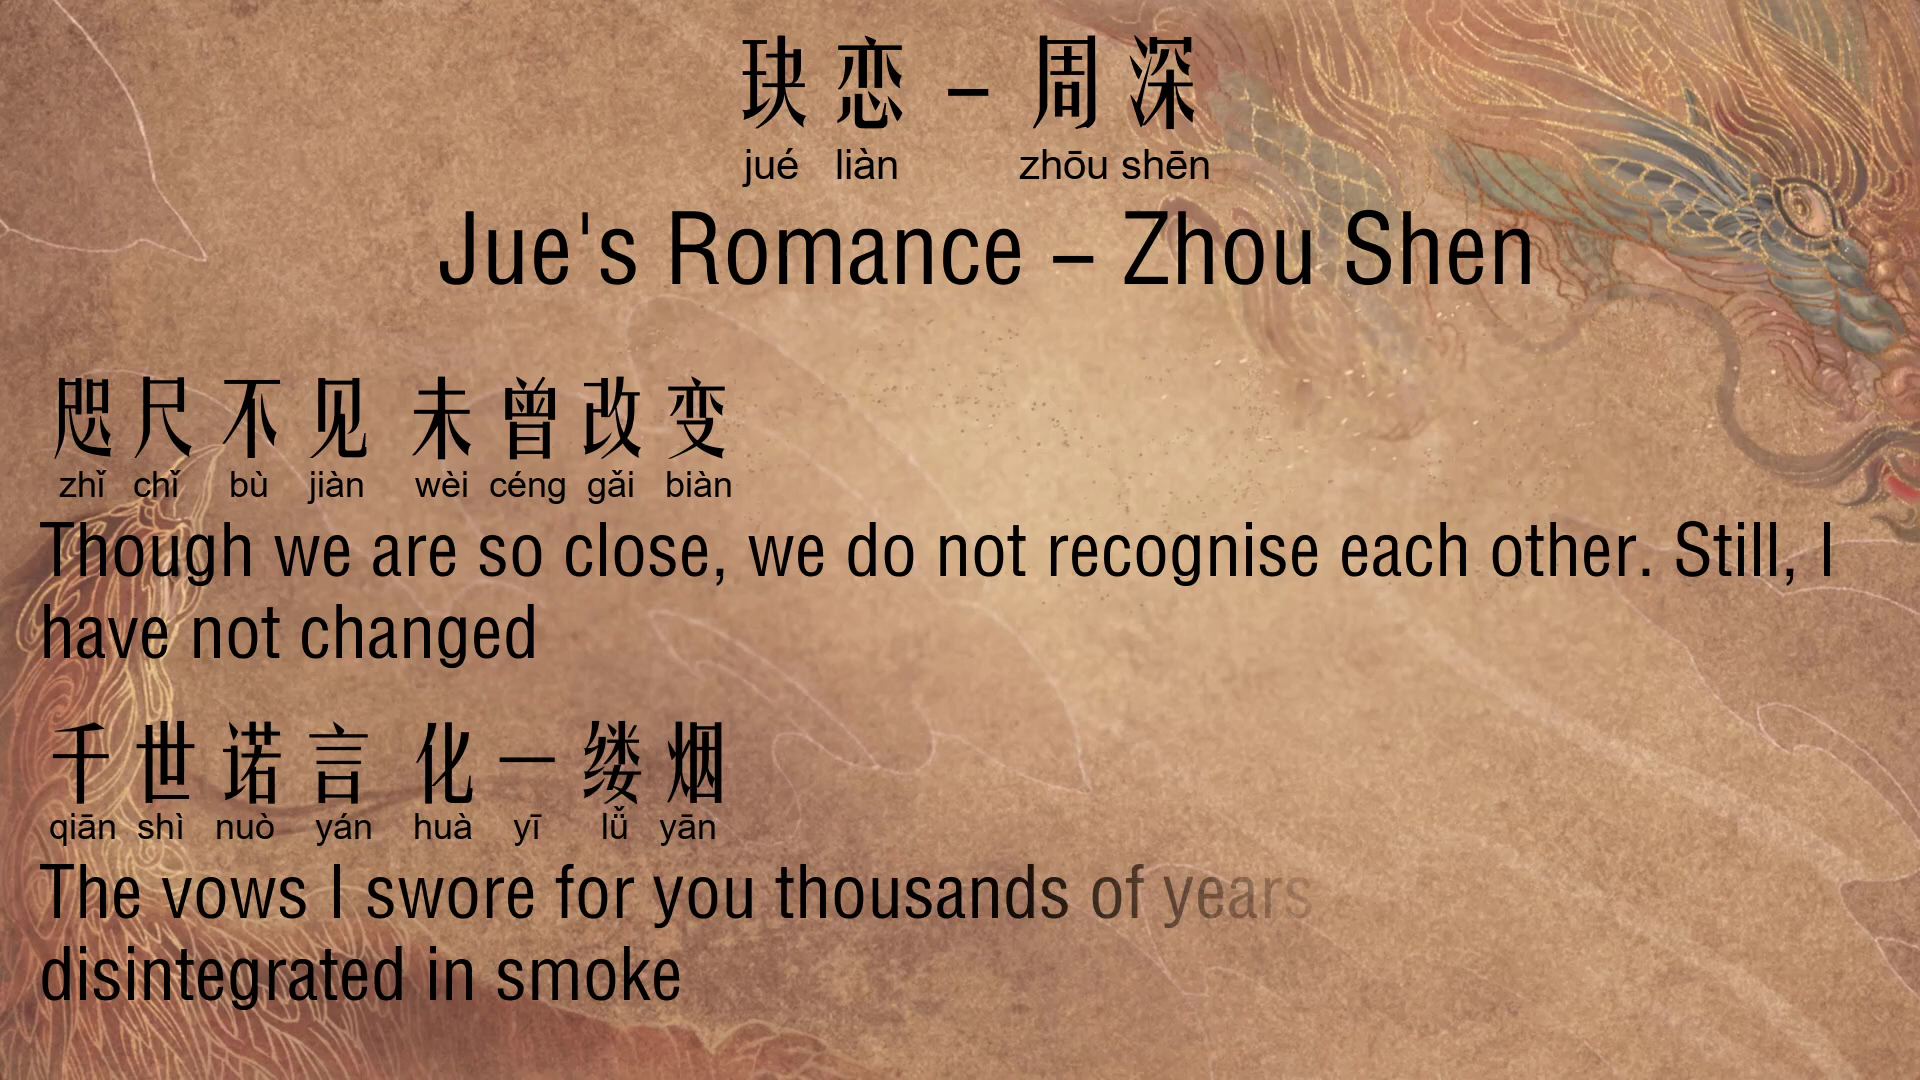 玦恋 – 周深
jué liàn zhōu shēn
Jue's Romance – Zhou Shen
咫尺不见 未曾改变
zhǐ chǐ bù jiàn wèi céng gǎi biàn
Though we are so close, we do not recognise each other. Still, I
have not changed
千世诺言 化一缕烟
qiān shì nuò yán huà yī lǚ yān
The vows I swore for you thousands of years
disintegrated in smoke